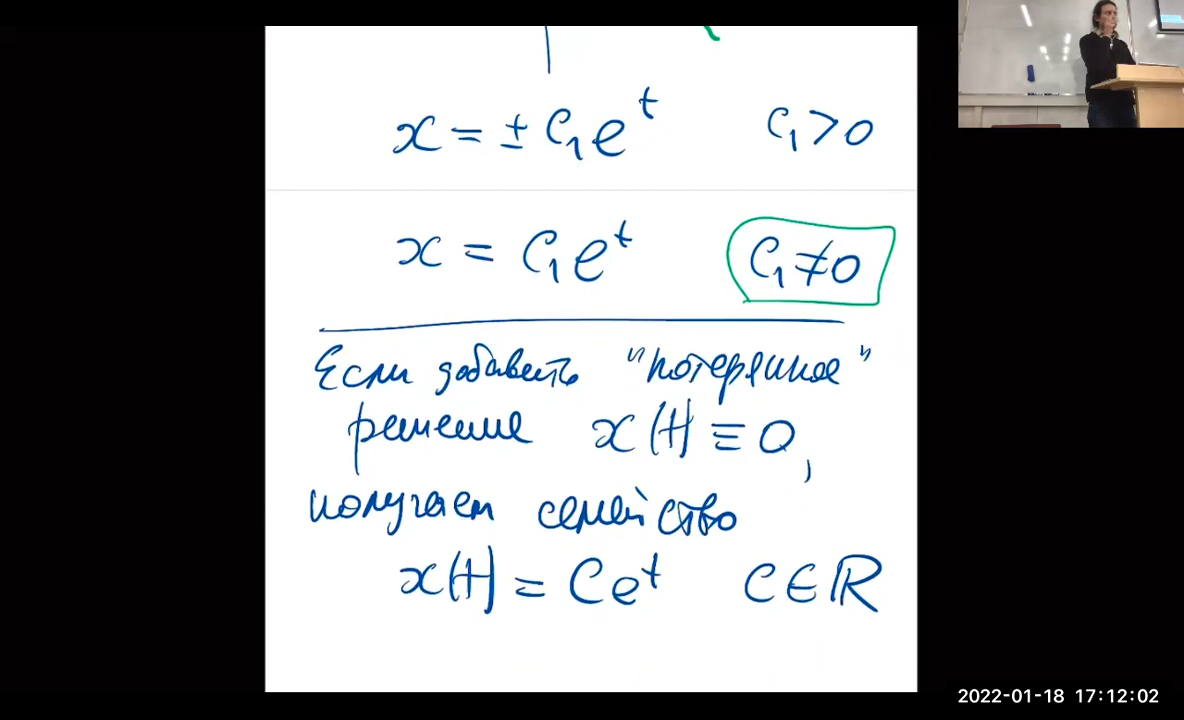 x = ± C₁eᵗ C₁>0
x = C₁eᵗ C₁≠0
Если добавить "потерянное"
решение x(t) ≡ 0,
получаем семейство
x(t) = Ceᵗ C∈ℝ
2022-01-18 17:12:02